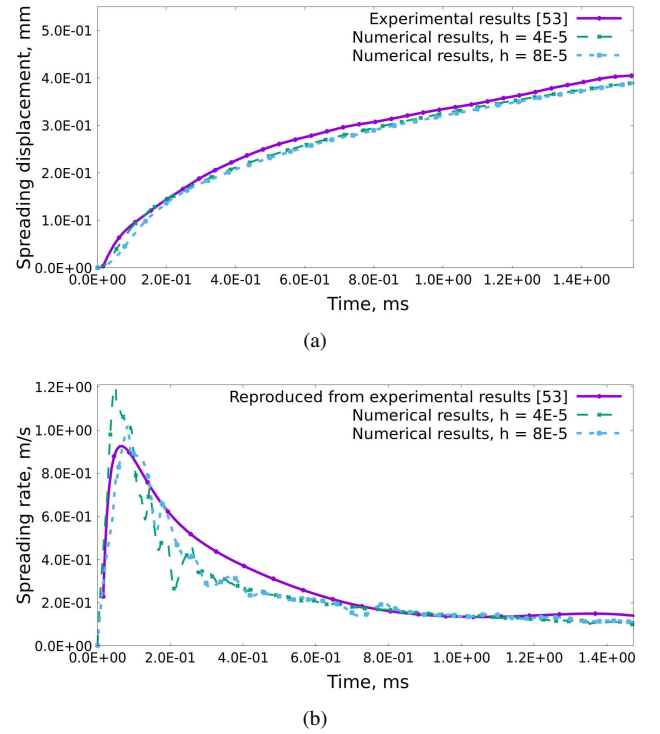 5.0E-01
4.0E-01
3.0E-01
2.0E-01
1.0E-01
0.0E+00
Spreading displacement, mm
Experimental results [53]
Numerical results, h = 4E-5
Numerical results, h = 8E-5
0.0E+00 2.0E-01 4.0E-01 6.0E-01 8.0E-01 1.0E+00 1.2E+00 1.4E+00
Time, ms
(a)
1.2E+00
1.0E+00
8.0E-01
6.0E-01
4.0E-01
2.0E-01
0.0E+00
Spreading rate, m/s
Reproduced from experimental results [53]
Numerical results, h = 4E-5
Numerical results, h = 8E-5
0.0E+00 2.0E-01 4.0E-01 6.0E-01 8.0E-01 1.0E+00 1.2E+00 1.4E+00
Time, ms
(b)